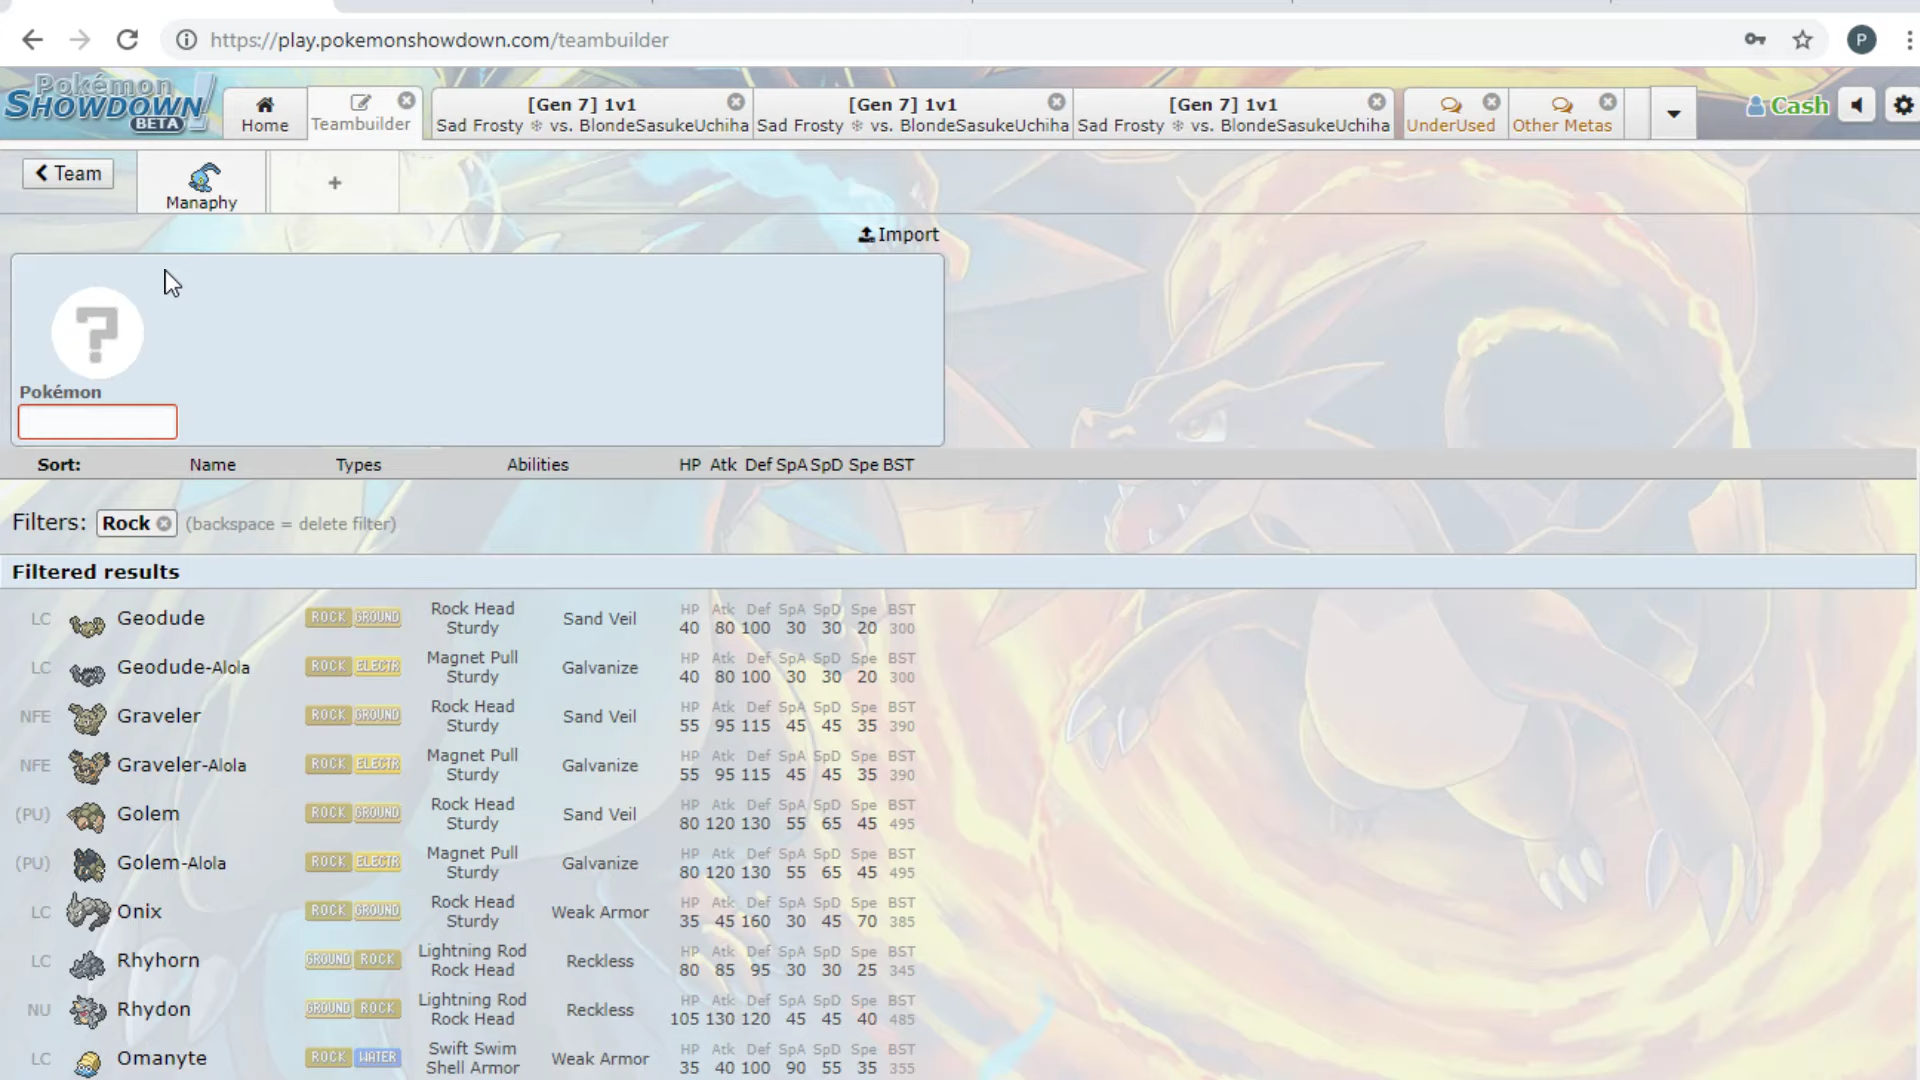 https://play.pokemonshowdown.com/teambuilder
P
Pokémon
SHOWDOWN!
BETA
Home
Teambuilder
[Gen 7] 1v1
Sad Frosty ❄ vs. BlondeSasukeUchiha
[Gen 7] 1v1
Sad Frosty ❄ vs. BlondeSasukeUchiha
[Gen 7] 1v1
Sad Frosty ❄ vs. BlondeSasukeUchiha
UnderUsed
Other Metas
Cash
Team
Manaphy
+
Import
?
Pokémon
Sort: Name Types Abilities HP Atk Def SpA SpD Spe BST
Filters: Rock (backspace = delete filter)
Filtered results
HP Atk Def SpA SpD Spe BST
LC Geodude ROCK GROUND Rock Head Sturdy Sand Veil 40 80 100 30 30 20 300
HP Atk Def SpA SpD Spe BST
LC Geodude-Alola ROCK ELECTR Magnet Pull Sturdy Galvanize 40 80 100 30 30 20 300
HP Atk Def SpA SpD Spe BST
NFE Graveler ROCK GROUND Rock Head Sturdy Sand Veil 55 95 115 45 45 35 390
HP Atk Def SpA SpD Spe BST
NFE Graveler-Alola ROCK ELECTR Magnet Pull Sturdy Galvanize 55 95 115 45 45 35 390
HP Atk Def SpA SpD Spe BST
(PU) Golem ROCK GROUND Rock Head Sturdy Sand Veil 80 120 130 55 65 45 495
HP Atk Def SpA SpD Spe BST
(PU) Golem-Alola ROCK ELECTR Magnet Pull Sturdy Galvanize 80 120 130 55 65 45 495
HP Atk Def SpA SpD Spe BST
LC Onix ROCK GROUND Rock Head Sturdy Weak Armor 35 45 160 30 45 70 385
HP Atk Def SpA SpD Spe BST
LC Rhyhorn GROUND ROCK Lightning Rod Rock Head Reckless 80 85 95 30 30 25 345
HP Atk Def SpA SpD Spe BST
NU Rhydon GROUND ROCK Lightning Rod Rock Head Reckless 105 130 120 45 45 40 485
HP Atk Def SpA SpD Spe BST
LC Omanyte ROCK WATER Swift Swim Shell Armor Weak Armor 35 40 100 90 55 35 355